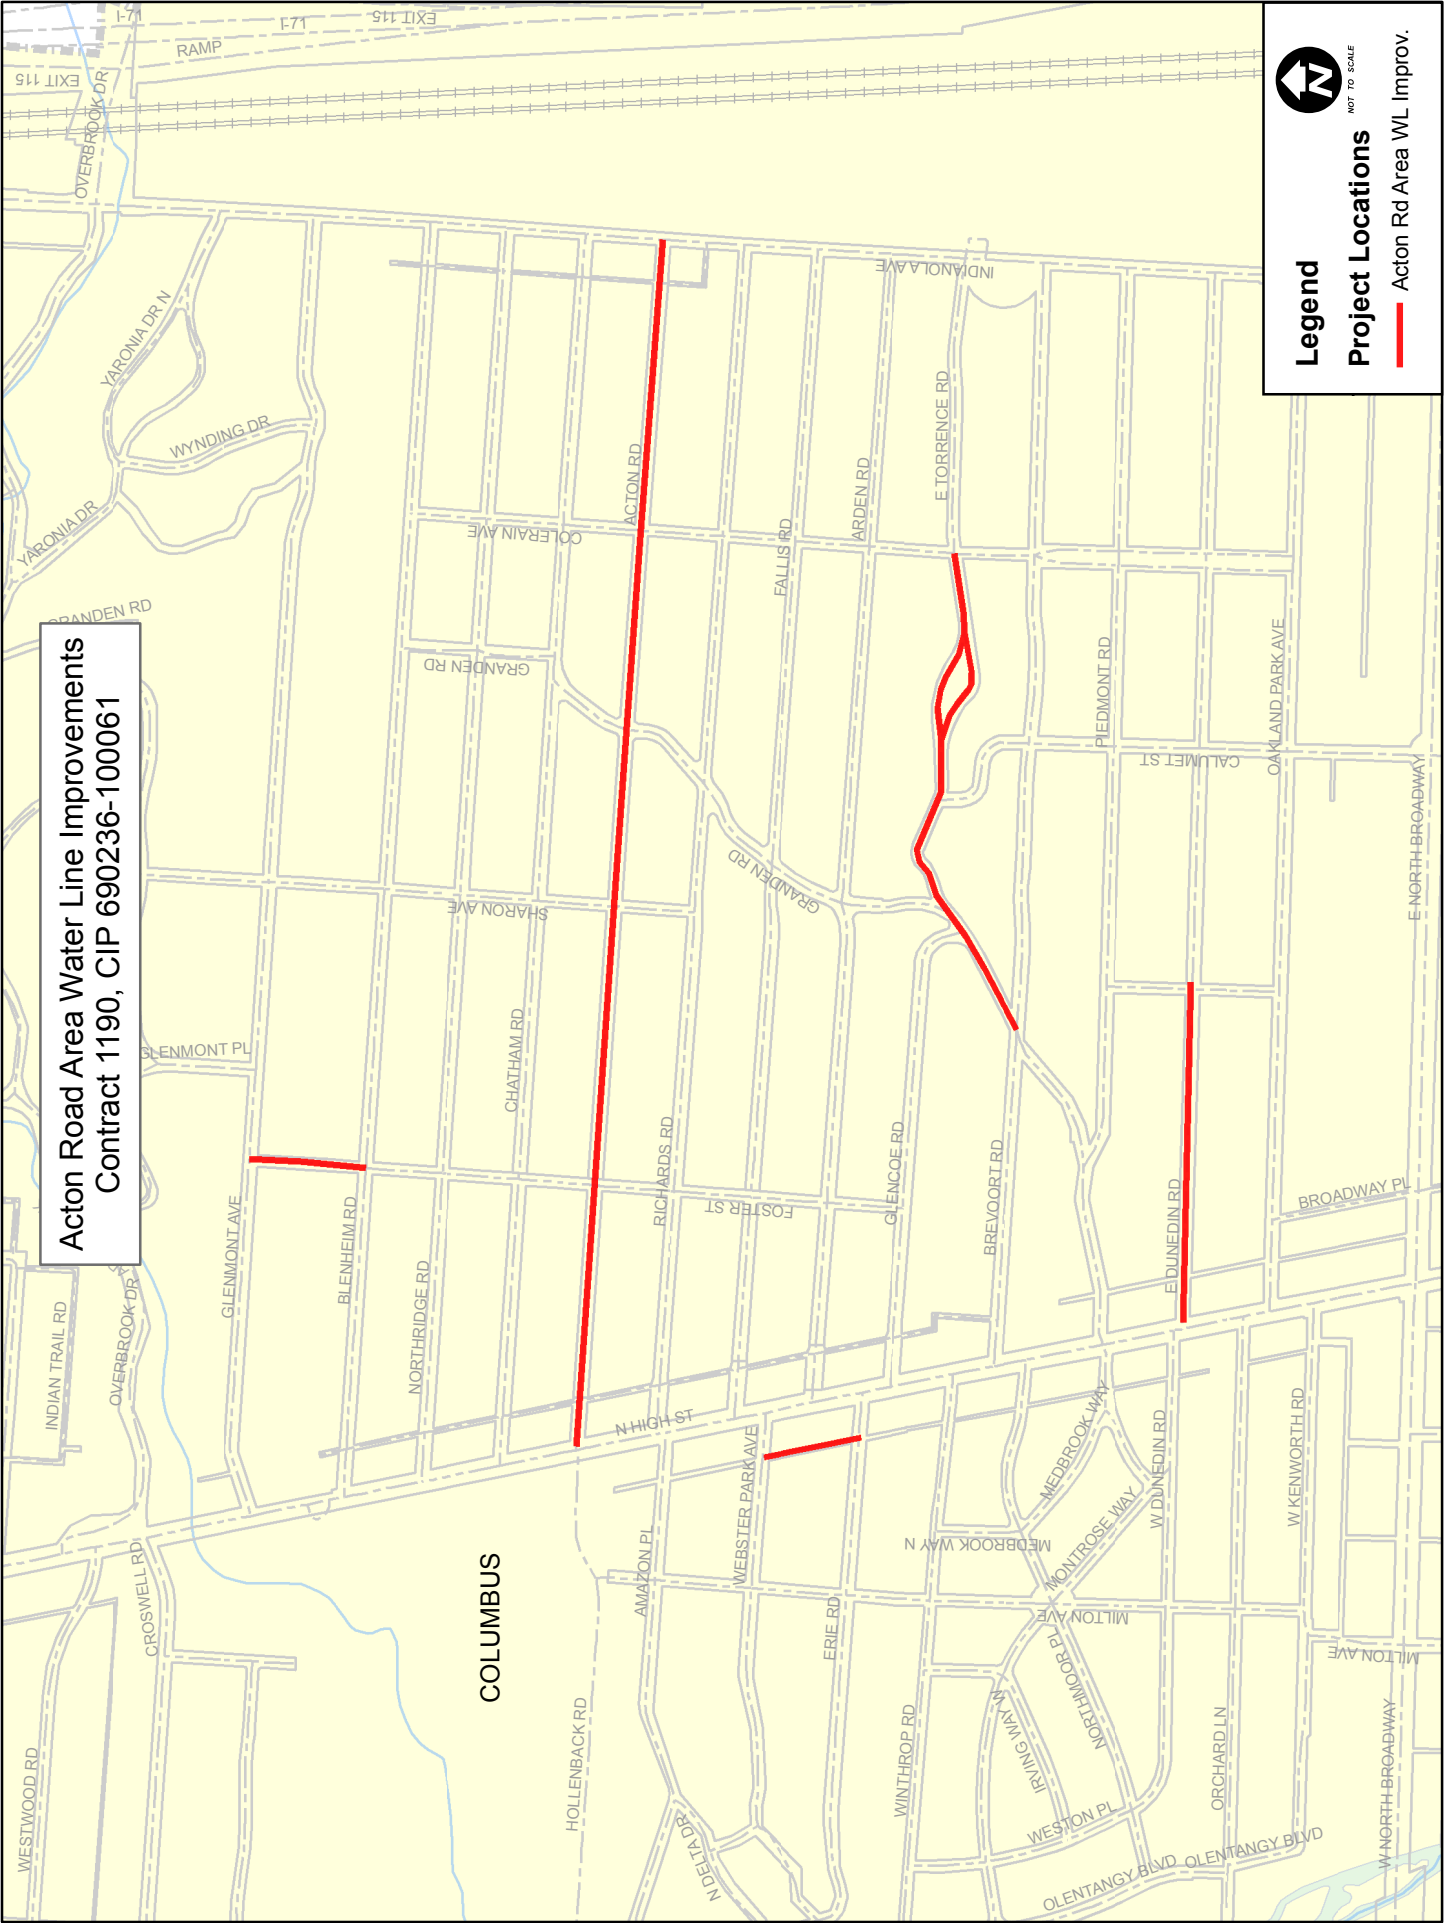 Acton Road Area Water Line Improvements
Contract 1190, CIP 690236-100061
Legend
Project Locations
Acton Rd Area WL Improv.
N
NOT TO SCALE
COLUMBUS
WESTWOOD RD
CROSWELL RD
INDIAN TRAIL RD
OVERBROOK DR
GLENMONT AVE
GLENMONT PL
BLENHEIM RD
NORTHRIDGE RD
CHATHAM RD
SHARON AVE
GRANDEN RD
GRANDEN RD
GRANDEN RD
YARONIA DR
YARONIA DR N
WYNDING DR
OVERBROOK DR
EXIT 115
I-71
I-71
EXIT 115
RAMP
COLERAIN AVE
ACTON RD
FALLIS RD
ARDEN RD
E TORRENCE RD
INDIANOLA AVE
PIEDMONT RD
CALUMET ST
OAKLAND PARK AVE
E NORTH BROADWAY
RICHARDS RD
FOSTER ST
GLENCOE RD
BREVOORT RD
E DUNEDIN RD
BROADWAY PL
N HIGH ST
HOLLENBACK RD
AMAZON PL
WEBSTER PARK AVE
ERIE RD
WINTHROP RD
N DELTA DR
MEDBROOK WAY N
MEDBROOK WAY
MONTROSE WAY
MILTON AVE
MILTON AVE
W DUNEDIN RD
W KENWORTH RD
NORTHMOOR PL
IRVING WAY N
WESTON PL
ORCHARD LN
OLENTANGY BLVD
OLENTANGY BLVD
W NORTH BROADWAY